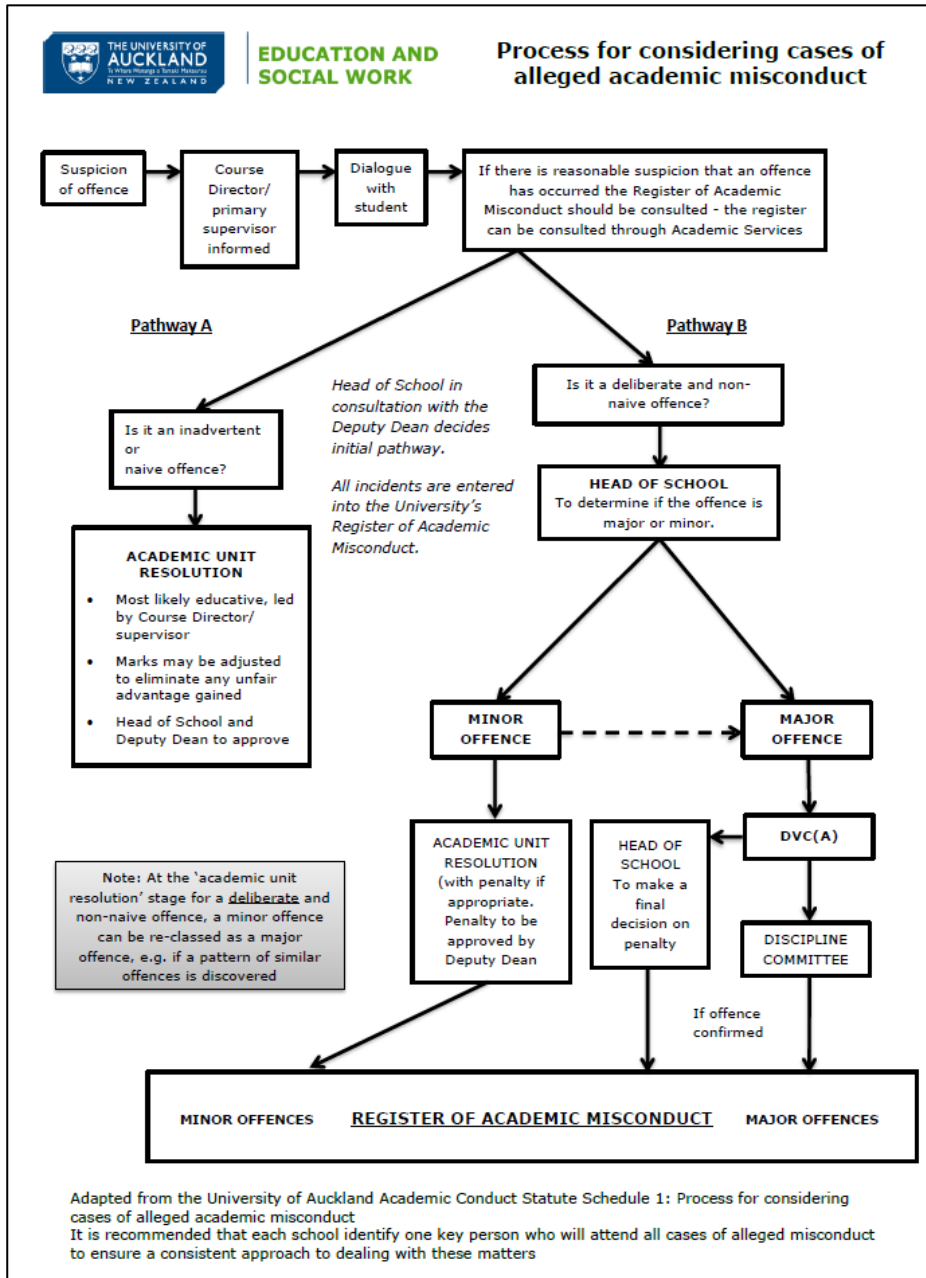 THE UNIVERSITY OF
AUCKLAND
Te Whare Wānanga o Tāmaki Makaurau
NEW ZEALAND
EDUCATION AND
SOCIAL WORK
Process for considering cases of
alleged academic misconduct
Suspicion
of offence
Course
Director/
primary
supervisor
informed
Dialogue
with
student
If there is reasonable suspicion that an offence
has occurred the Register of Academic
Misconduct should be consulted - the register
can be consulted through Academic Services
Pathway A
Pathway B
Head of School in
consultation with the
Deputy Dean decides
initial pathway.
All incidents are entered
into the University's
Register of Academic
Misconduct.
Is it an inadvertent
or
naive offence?
Is it a deliberate and non-
naive offence?
HEAD OF SCHOOL
To determine if the offence is
major or minor.
ACADEMIC UNIT
RESOLUTION
• Most likely educative, led
by Course Director/
supervisor
• Marks may be adjusted
to eliminate any unfair
advantage gained
• Head of School and
Deputy Dean to approve
MINOR
OFFENCE
MAJOR
OFFENCE
ACADEMIC UNIT
RESOLUTION
(with penalty if
appropriate.
Penalty to be
approved by
Deputy Dean
HEAD OF
SCHOOL
To make a
final
decision on
penalty
DVC(A)
DISCIPLINE
COMMITTEE
Note: At the 'academic unit
resolution' stage for a deliberate and
non-naive offence, a minor offence
can be re-classed as a major
offence, e.g. if a pattern of similar
offences is discovered
If offence
confirmed
MINOR OFFENCES
REGISTER OF ACADEMIC MISCONDUCT
MAJOR OFFENCES
Adapted from the University of Auckland Academic Conduct Statute Schedule 1: Process for considering
cases of alleged academic misconduct
It is recommended that each school identify one key person who will attend all cases of alleged misconduct
to ensure a consistent approach to dealing with these matters